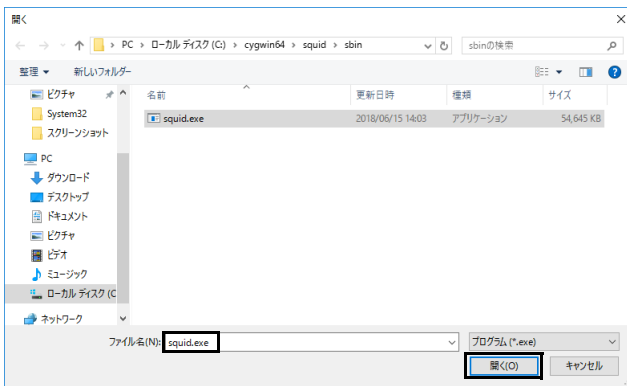 開く
PC › ローカル ディスク (C:) › cygwin64 › squid › sbin
sbinの検索
整理
新しいフォルダー
ピクチャ
System32
スクリーンショット
PC
ダウンロード
デスクトップ
ドキュメント
ピクチャ
ビデオ
ミュージック
ローカル ディスク (C
ネットワーク
名前 更新日時 種類 サイズ
squid.exe 2018/06/15 14:03 アプリケーション 54,645 KB
ファイル名(N): squid.exe
プログラム (*.exe)
開く(O) キャンセル